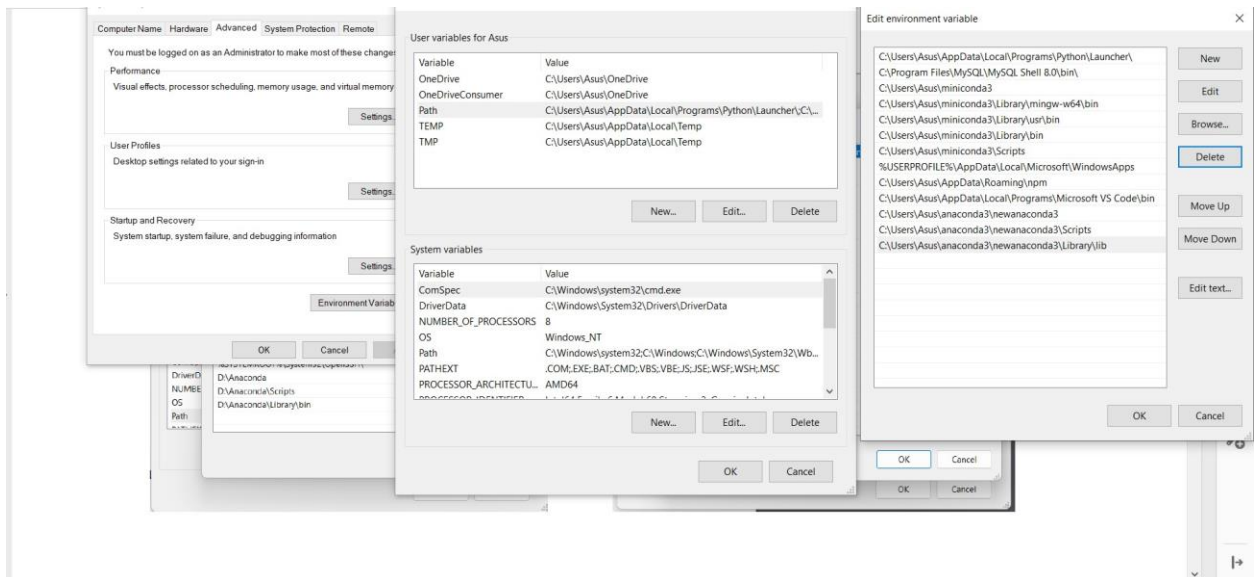 Computer Name Hardware Advanced System Protection Remote
You must be logged on as an Administrator to make most of these change
Performance
Visual effects, processor scheduling, memory usage, and virtual memory
Settings.
User Profiles
Desktop settings related to your sign-in
Settings.
Startup and Recovery
System startup, system failure, and debugging information
Settings.
Environment Variab
OK Cancel
DriverD
NUMBE
OS
Path
D:\Anaconda
D:\Anaconda\Scripts
D:\Anaconda\Library\bin
User variables for Asus
Variable Value
OneDrive C:\Users\Asus\OneDrive
OneDriveConsumer C:\Users\Asus\OneDrive
Path C:\Users\Asus\AppData\Local\Programs\Python\Launcher\;C:\...
TEMP C:\Users\Asus\AppData\Local\Temp
TMP C:\Users\Asus\AppData\Local\Temp
New... Edit... Delete
System variables
Variable Value
ComSpec C:\Windows\system32\cmd.exe
DriverData C:\Windows\System32\Drivers\DriverData
NUMBER_OF_PROCESSORS 8
OS Windows_NT
Path C:\Windows\system32;C:\Windows;C:\Windows\System32\Wb...
PATHEXT .COM;.EXE;.BAT;.CMD;.VBS;.VBE;.JS;.JSE;.WSF;.WSH;.MSC
PROCESSOR_ARCHITECTU... AMD64
New... Edit... Delete
OK Cancel
Edit environment variable
C:\Users\Asus\AppData\Local\Programs\Python\Launcher\
C:\Program Files\MySQL\MySQL Shell 8.0\bin\
C:\Users\Asus\miniconda3
C:\Users\Asus\miniconda3\Library\mingw-w64\bin
C:\Users\Asus\miniconda3\Library\usr\bin
C:\Users\Asus\miniconda3\Library\bin
C:\Users\Asus\miniconda3\Scripts
%USERPROFILE%\AppData\Local\Microsoft\WindowsApps
C:\Users\Asus\AppData\Roaming\npm
C:\Users\Asus\AppData\Local\Programs\Microsoft VS Code\bin
C:\Users\Asus\anaconda3\newanaconda3
C:\Users\Asus\anaconda3\newanaconda3\Scripts
C:\Users\Asus\anaconda3\newanaconda3\Library\lib
New
Edit
Browse...
Delete
Move Up
Move Down
Edit text...
OK Cancel
OK Cancel
OK Cancel